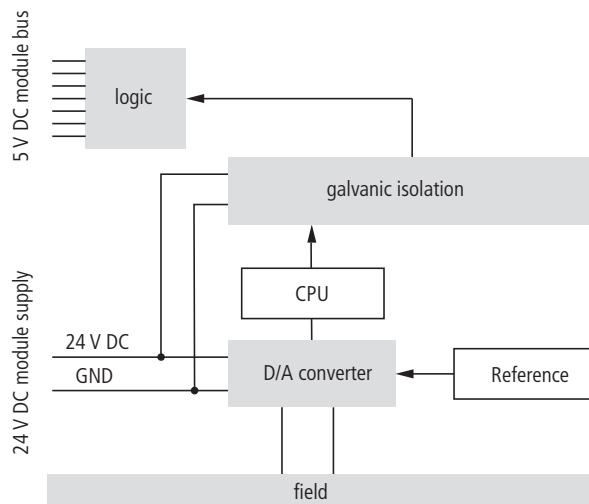 5 V DC module bus
logic
galvanic isolation
CPU
24 V DC module supply
24 V DC
GND
D/A converter
Reference
field